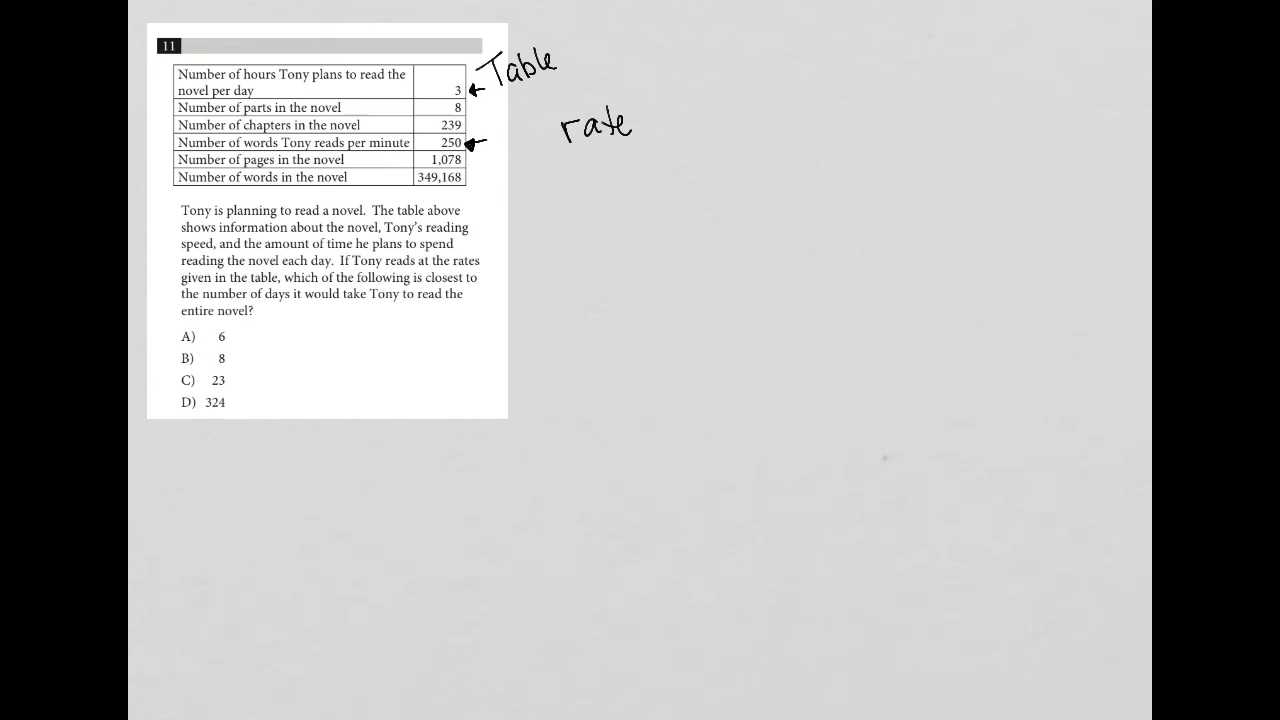 11
Table
Number of hours Tony plans to read the
novel per day 3
rate
Number of parts in the novel 8
Number of chapters in the novel 239
Number of words Tony reads per minute 250
Number of pages in the novel 1,078
Number of words in the novel 349,168
Tony is planning to read a novel. The table above
shows information about the novel, Tony's reading
speed, and the amount of time he plans to spend
reading the novel each day. If Tony reads at the rates
given in the table, which of the following is closest to
the number of days it would take Tony to read the
entire novel?
A) 6
B) 8
C) 23
D) 324